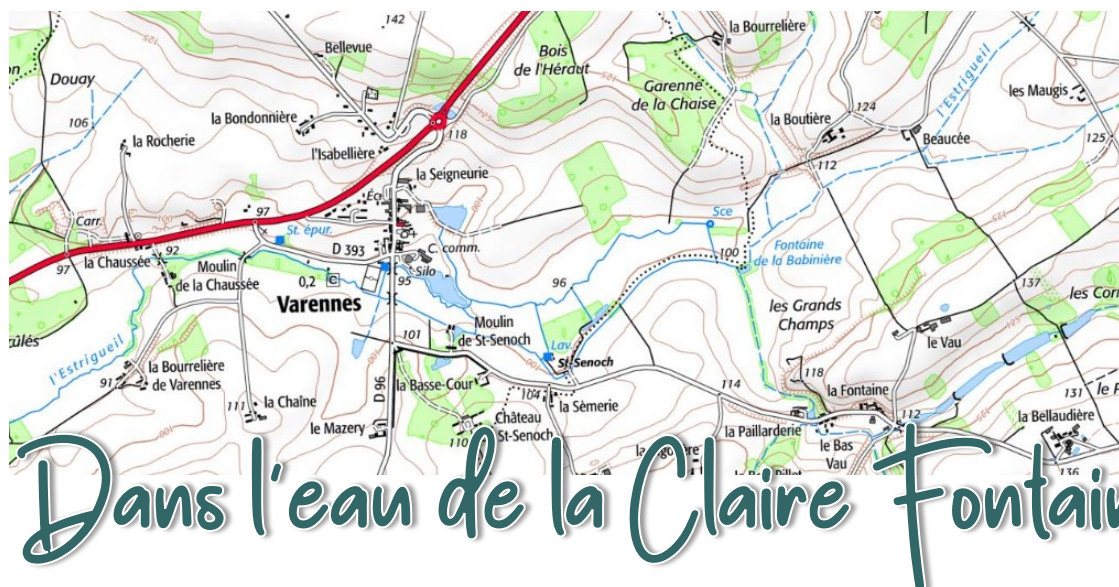 142
Bellevue
la Bourrelière
Bois
de l'Héraut
Douay
Garenne
de la Chaise
l'Estrigueil
les Maugis
106
la Bondonnière
la Boutière
124
Beaucée
125
la Rocherie
118
l'Isabellière
112
la Seigneurie
Éc.
Sce
Carr.
97
St. épur.
D 393
C. comm.
100
Fontaine
de la Babinière
97
la Chaussée
92
Moulin
de la Chaussée
Silo
0,2
C
95
96
137
les Grands
Champs
Varennes
101
Moulin
de St-Senoch
Lav.
St-Senoch
le Vau
l'Estrigueil
la Bourrelière
de Varennes
91
la Basse-Cour
118
114
la Fontaine
131
104
la Sèmerie
111
la Chaîne
D 96
Château
St-Senoch
110
la Paillarderie
112
la Bellaudière
le Mazery
le Bas
Vau
136
Dans l'eau de la Claire Fontain